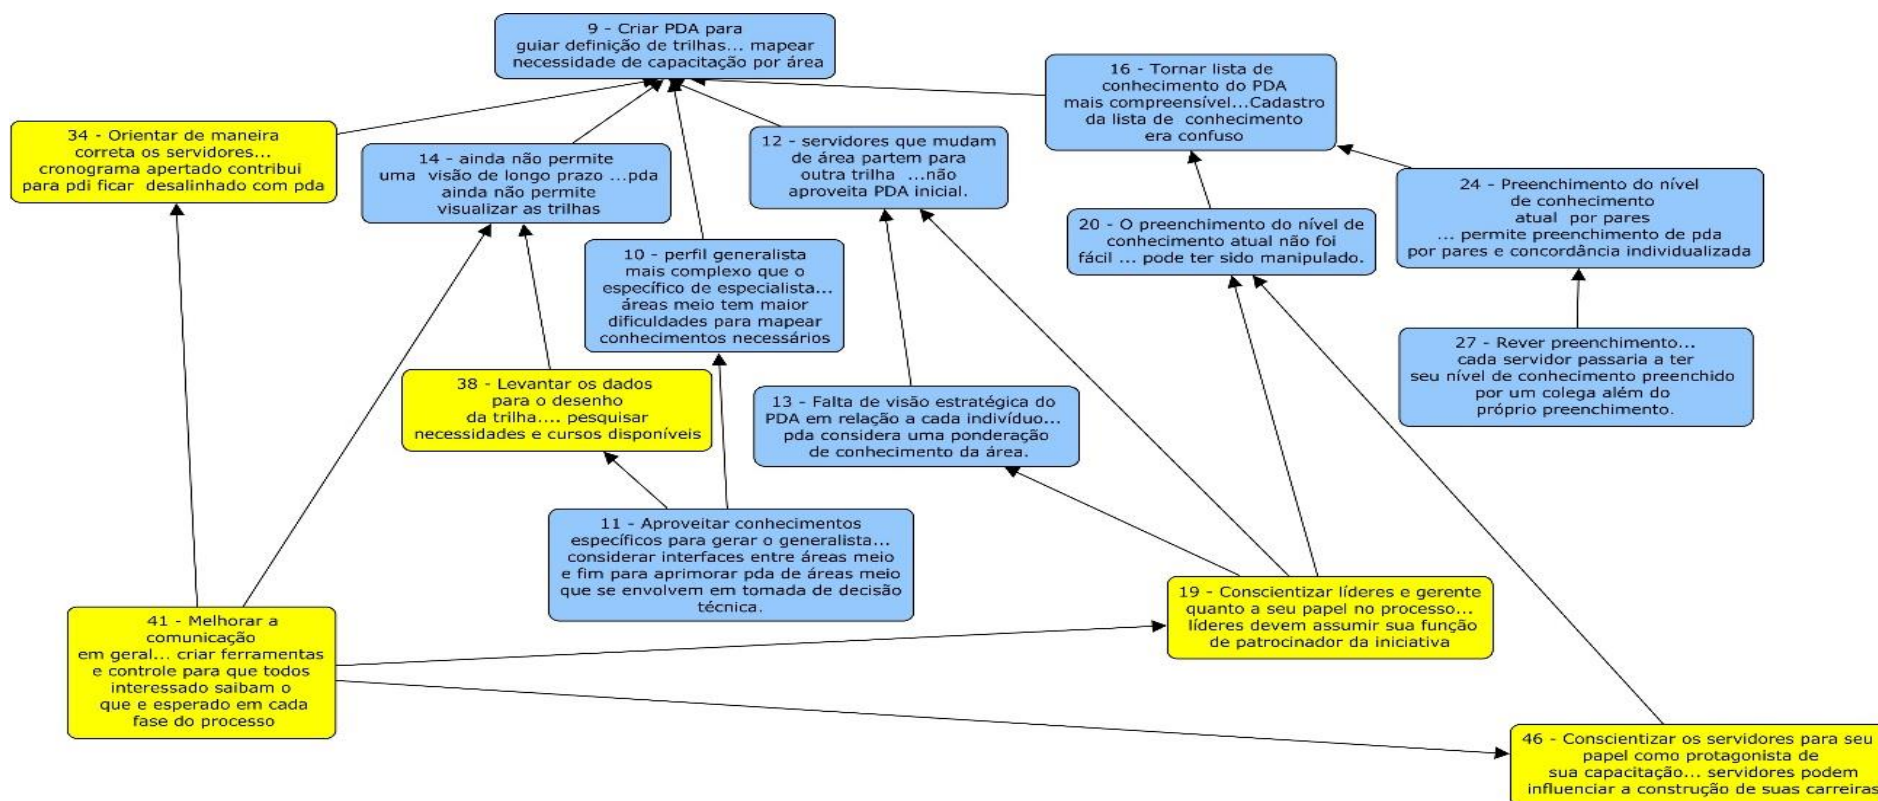 9 - Criar PDA para
guiar definição de trilhas... mapear
necessidade de capacitação por área
16 - Tornar lista de
conhecimento do PDA
mais compreensível...Cadastro
da lista de conhecimento
era confuso
34 - Orientar de maneira
correta os servidores...
cronograma apertado contribui
para pdi ficar desalinhado com pda
14 - ainda não permite
uma visão de longo prazo ...pda
ainda não permite
visualizar as trilhas
12 - servidores que mudam
de área partem para
outra trilha ...não
aproveita PDA inicial.
24 - Preenchimento do nível
de conhecimento
atual por pares
... permite preenchimento de pda
por pares e concordância individualizada
20 - O preenchimento do nível de
conhecimento atual não foi
fácil ... pode ter sido manipulado.
10 - perfil generalista
mais complexo que o
específico de especialista...
áreas meio tem maior
dificuldades para mapear
conhecimentos necessários
27 - Rever preenchimento...
cada servidor passaria a ter
seu nível de conhecimento preenchido
por um colega além do
próprio preenchimento.
38 - Levantar os dados
para o desenho
da trilha.... pesquisar
necessidades e cursos disponíveis
13 - Falta de visão estratégica do
PDA em relação a cada indivíduo...
pda considera uma ponderação
de conhecimento da área.
11 - Aproveitar conhecimentos
específicos para gerar o generalista...
considerar interfaces entre áreas meio
e fim para aprimorar pda de áreas meio
que se envolvem em tomada de decisão
técnica.
19 - Conscientizar líderes e gerente
quanto a seu papel no processo...
líderes devem assumir sua função
de patrocinador da iniciativa
41 - Melhorar a
comunicação
em geral... criar ferramentas
e controle para que todos
interessado saibam o
que e esperado em cada
fase do processo
46 - Conscientizar os servidores para seu
papel como protagonista de
sua capacitação... servidores podem
influenciar a construção de suas carreiras